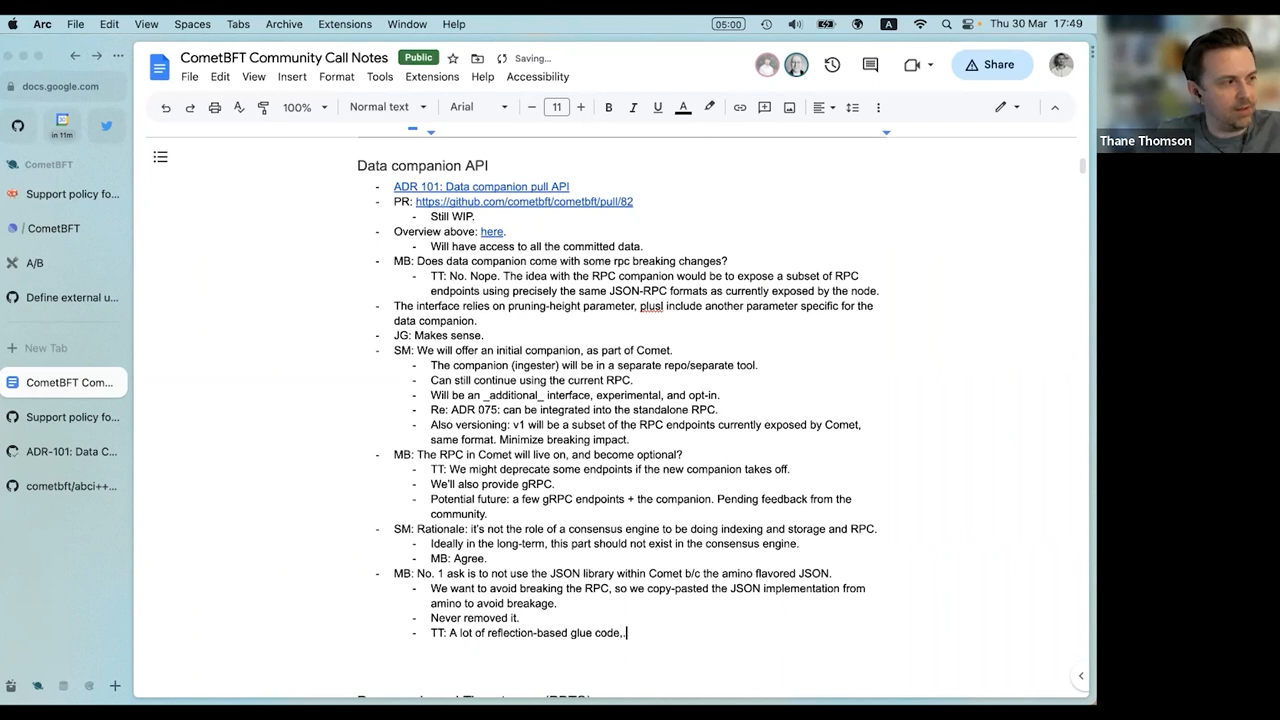 Arc File Edit View Spaces Tabs Archive Extensions Window Help 05:00 A Thu 30 Mar 17:49
docs.google.com
in 11m
CometBFT
Support policy fo...
/ CometBFT
A/B
Define external u...
New Tab
CometBFT Com...
Support policy fo...
ADR-101: Data C...
cometbft/abci++...
CometBFT Community Call Notes Public Saving...
File Edit View Insert Format Tools Extensions Help Accessibility
Share
100% Normal text Arial 11 B I U A
Data companion API
- ADR 101: Data companion pull API
- PR: https://github.com/cometbft/cometbft/pull/82
- Still WIP.
- Overview above: here.
- Will have access to all the committed data.
- MB: Does data companion come with some rpc breaking changes?
- TT: No. Nope. The idea with the RPC companion would be to expose a subset of RPC
endpoints using precisely the same JSON-RPC formats as currently exposed by the node.
- The interface relies on pruning-height parameter, plusl include another parameter specific for the
data companion.
- JG: Makes sense.
- SM: We will offer an initial companion, as part of Comet.
- The companion (ingester) will be in a separate repo/separate tool.
- Can still continue using the current RPC.
- Will be an _additional_ interface, experimental, and opt-in.
- Re: ADR 075: can be integrated into the standalone RPC.
- Also versioning: v1 will be a subset of the RPC endpoints currently exposed by Comet,
same format. Minimize breaking impact.
- MB: The RPC in Comet will live on, and become optional?
- TT: We might deprecate some endpoints if the new companion takes off.
- We'll also provide gRPC.
- Potential future: a few gRPC endpoints + the companion. Pending feedback from the
community.
- SM: Rationale: it's not the role of a consensus engine to be doing indexing and storage and RPC.
- Ideally in the long-term, this part should not exist in the consensus engine.
- MB: Agree.
- MB: No. 1 ask is to not use the JSON library within Comet b/c the amino flavored JSON.
- We want to avoid breaking the RPC, so we copy-pasted the JSON implementation from
amino to avoid breakage.
- Never removed it.
- TT: A lot of reflection-based glue code,.
Thane Thomson